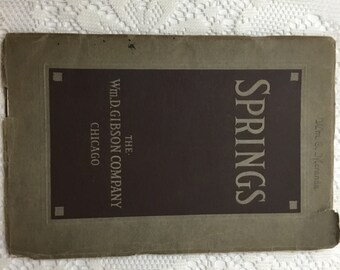 SPRINGS
THE
WM. D. GIBSON COMPANY
CHICAGO